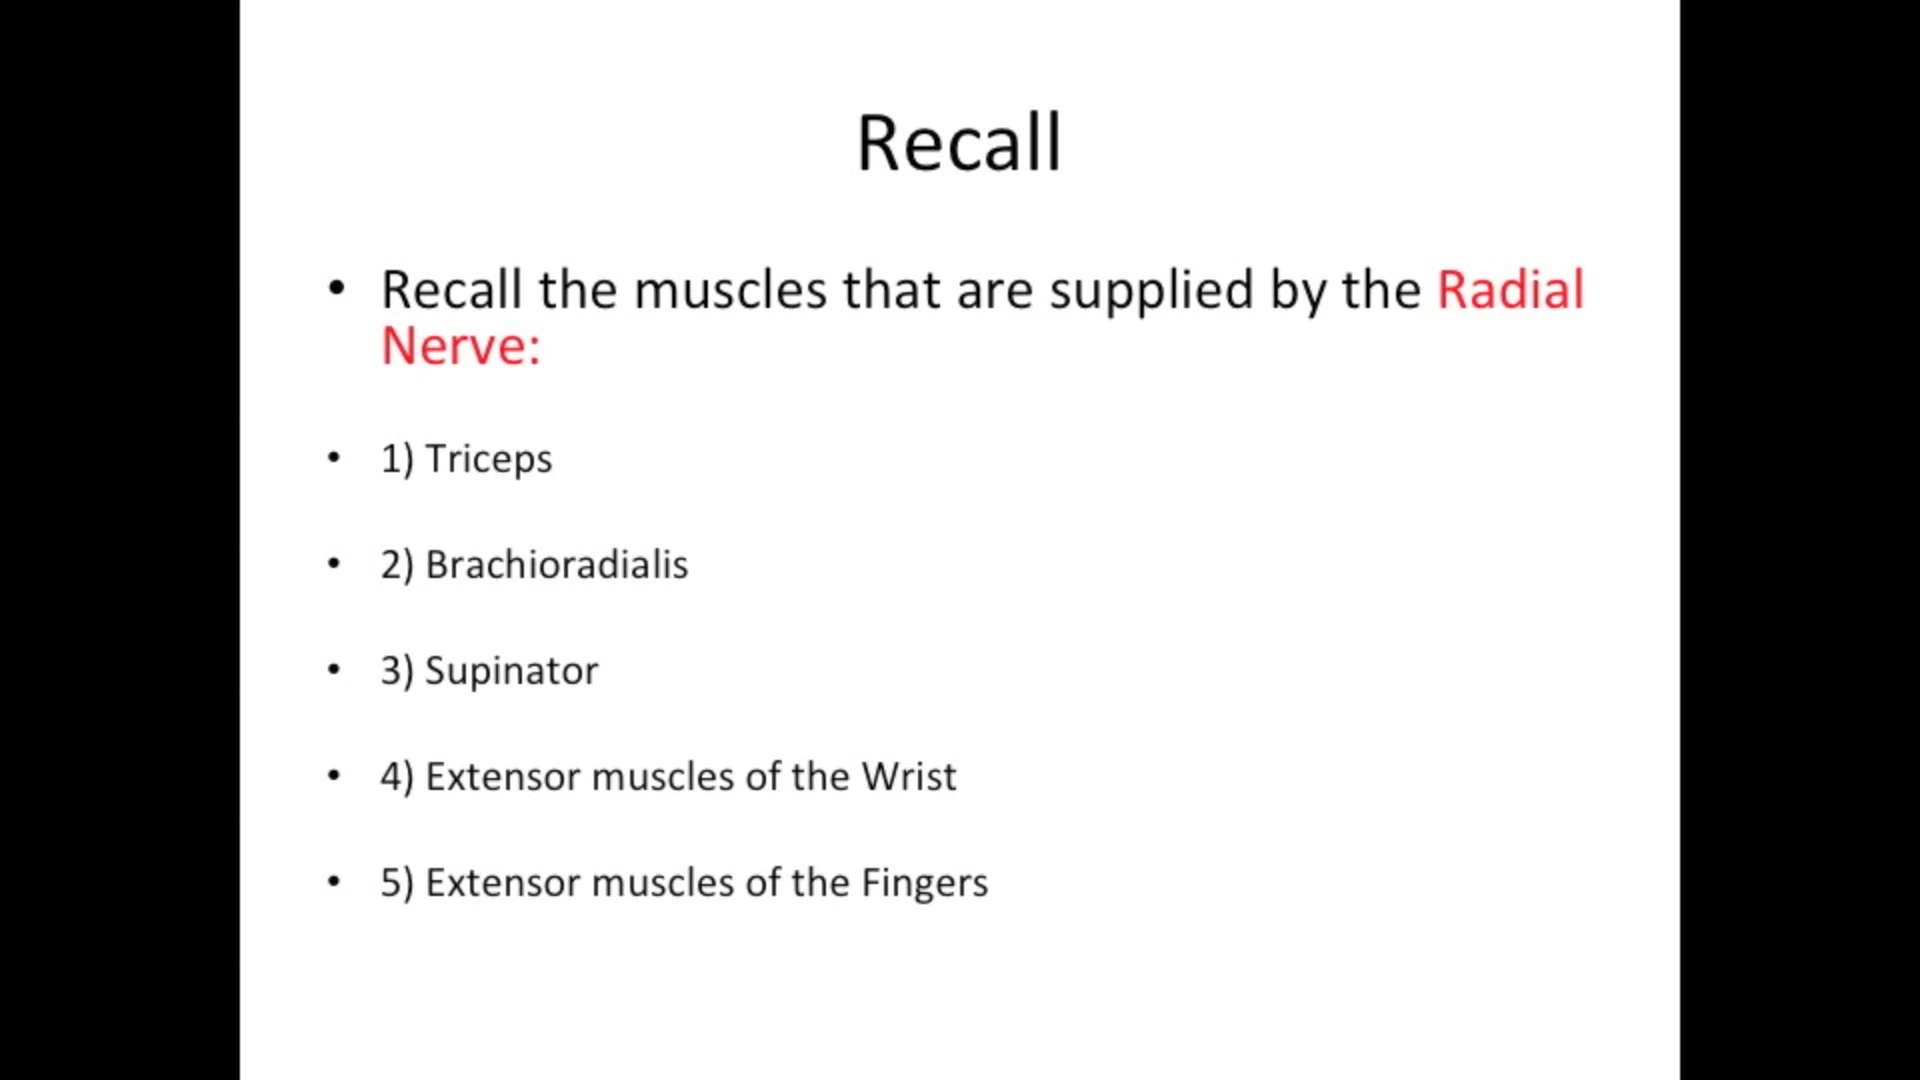 Recall
• Recall the muscles that are supplied by the Radial
Nerve:
• 1) Triceps
• 2) Brachioradialis
• 3) Supinator
• 4) Extensor muscles of the Wrist
• 5) Extensor muscles of the Fingers